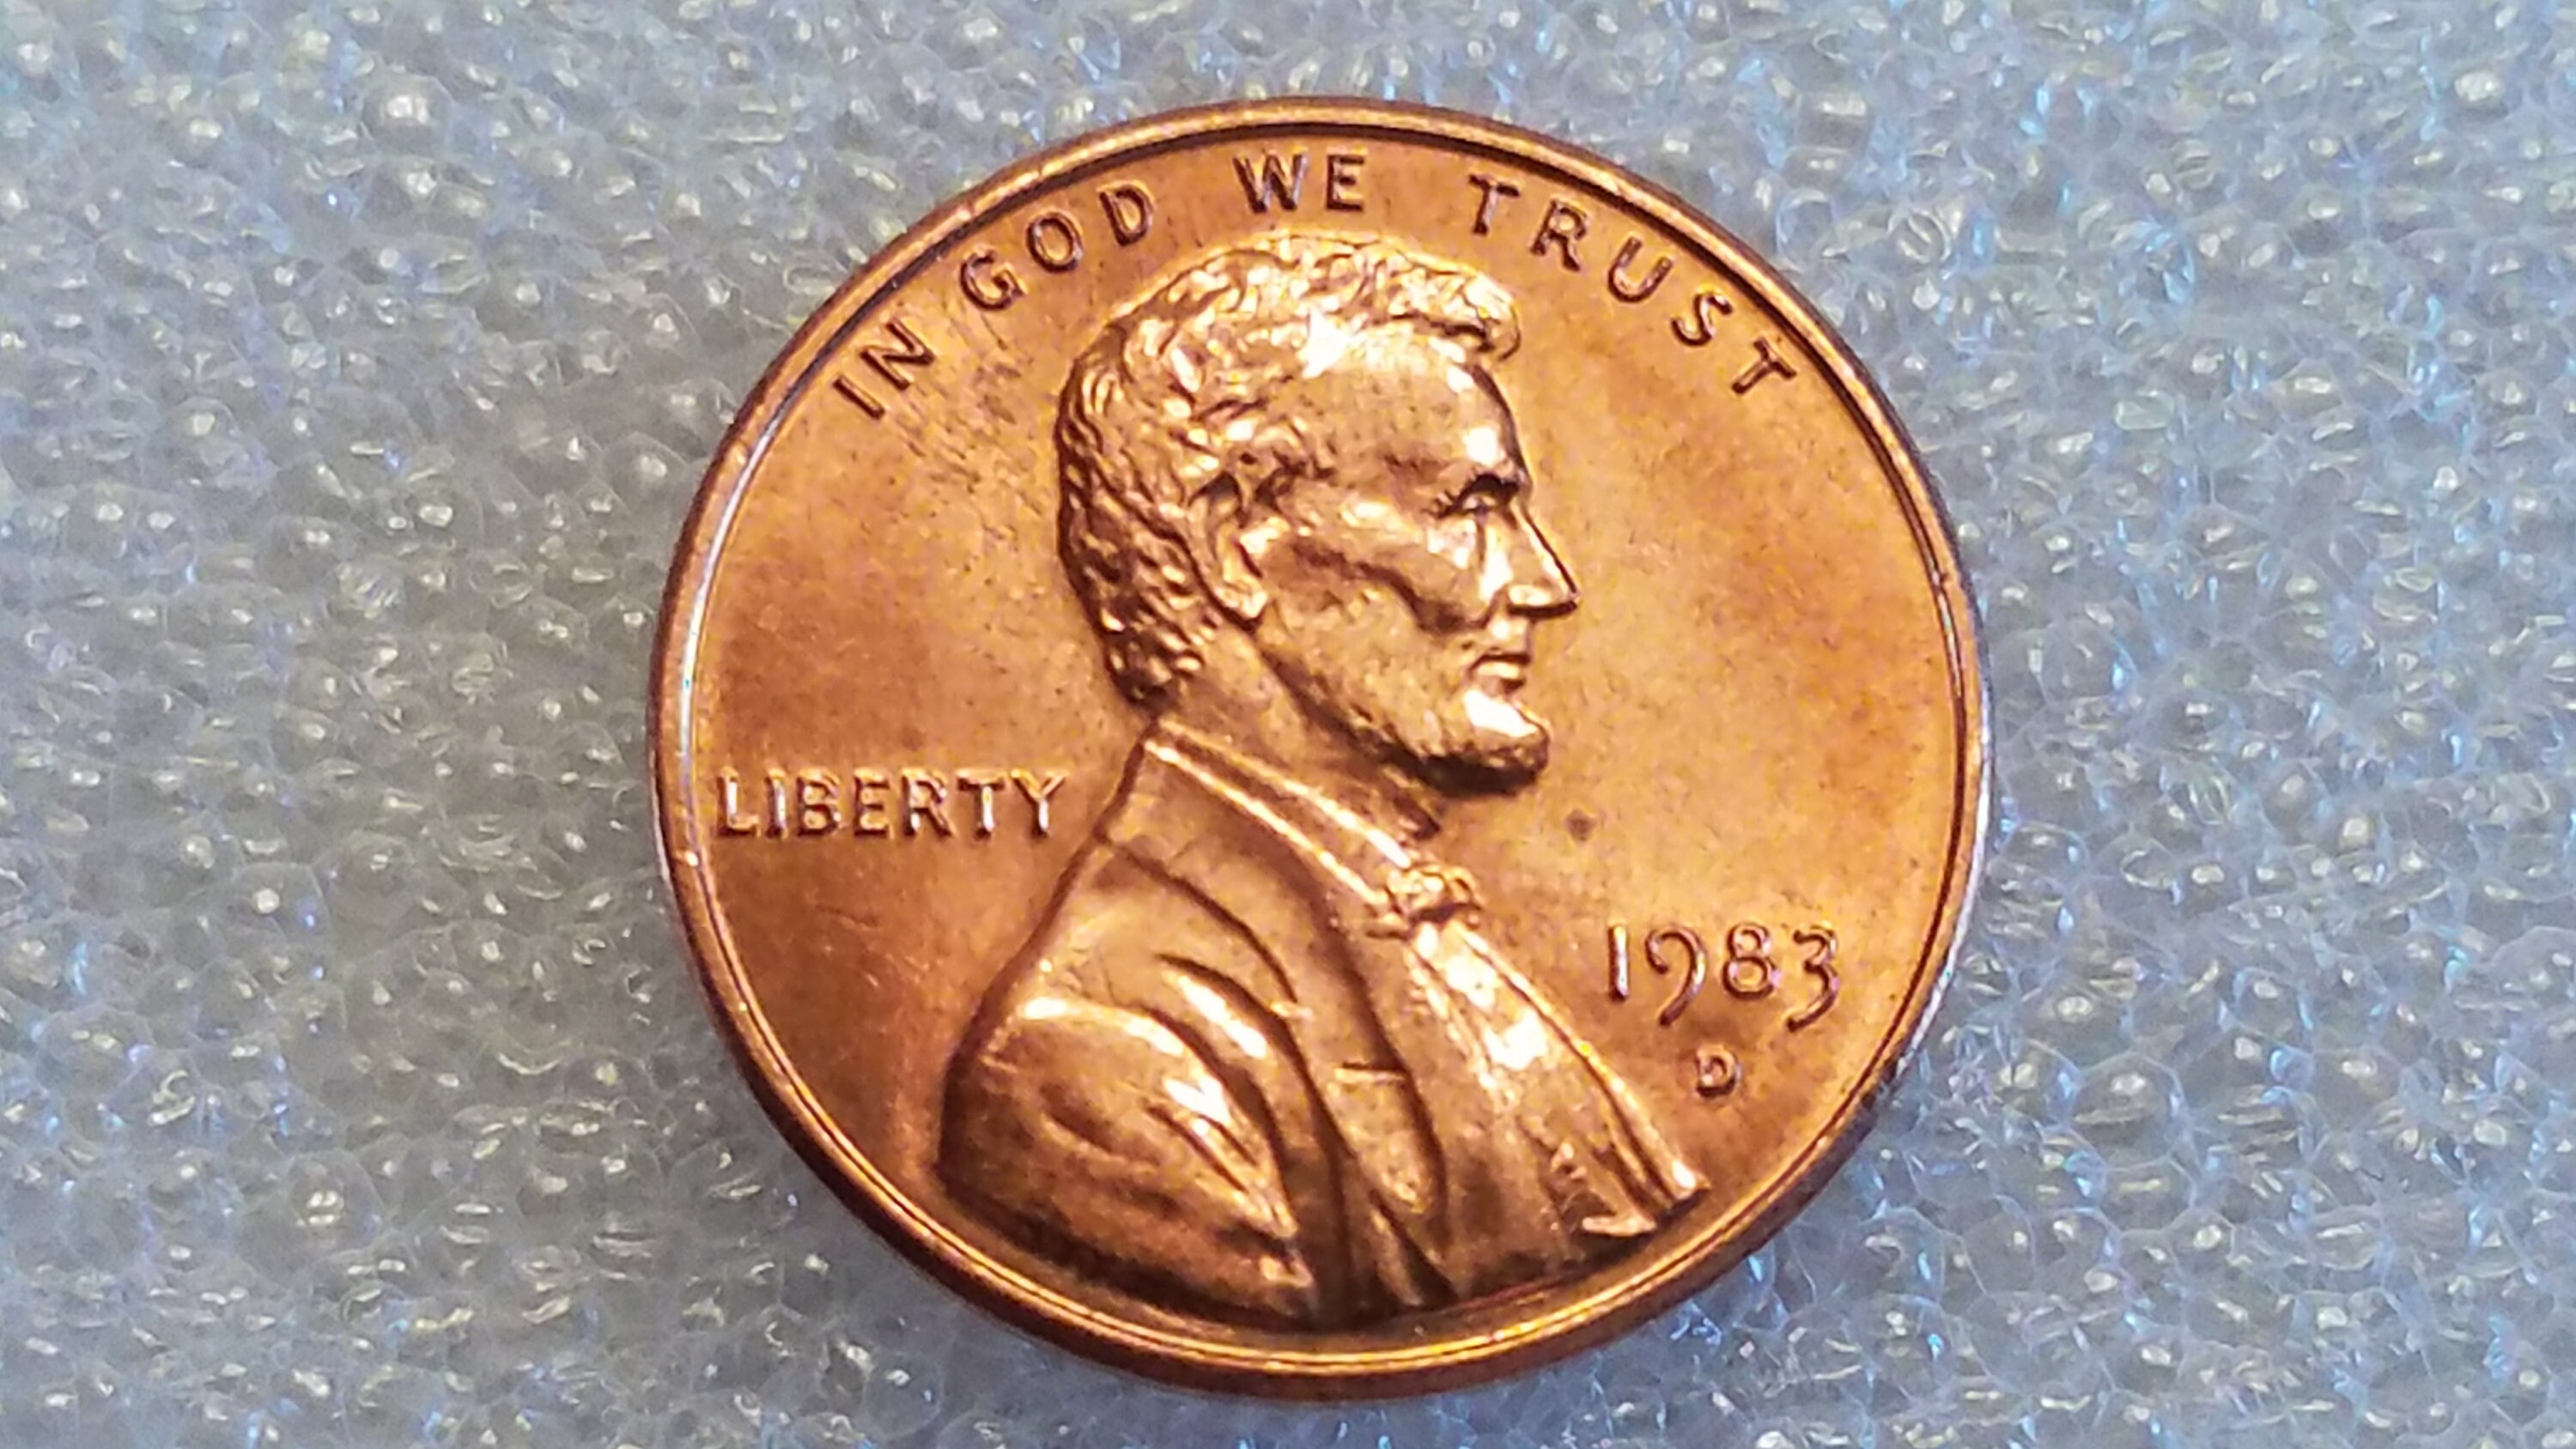 IN GOD WE TRUST
LIBERTY
1983
D